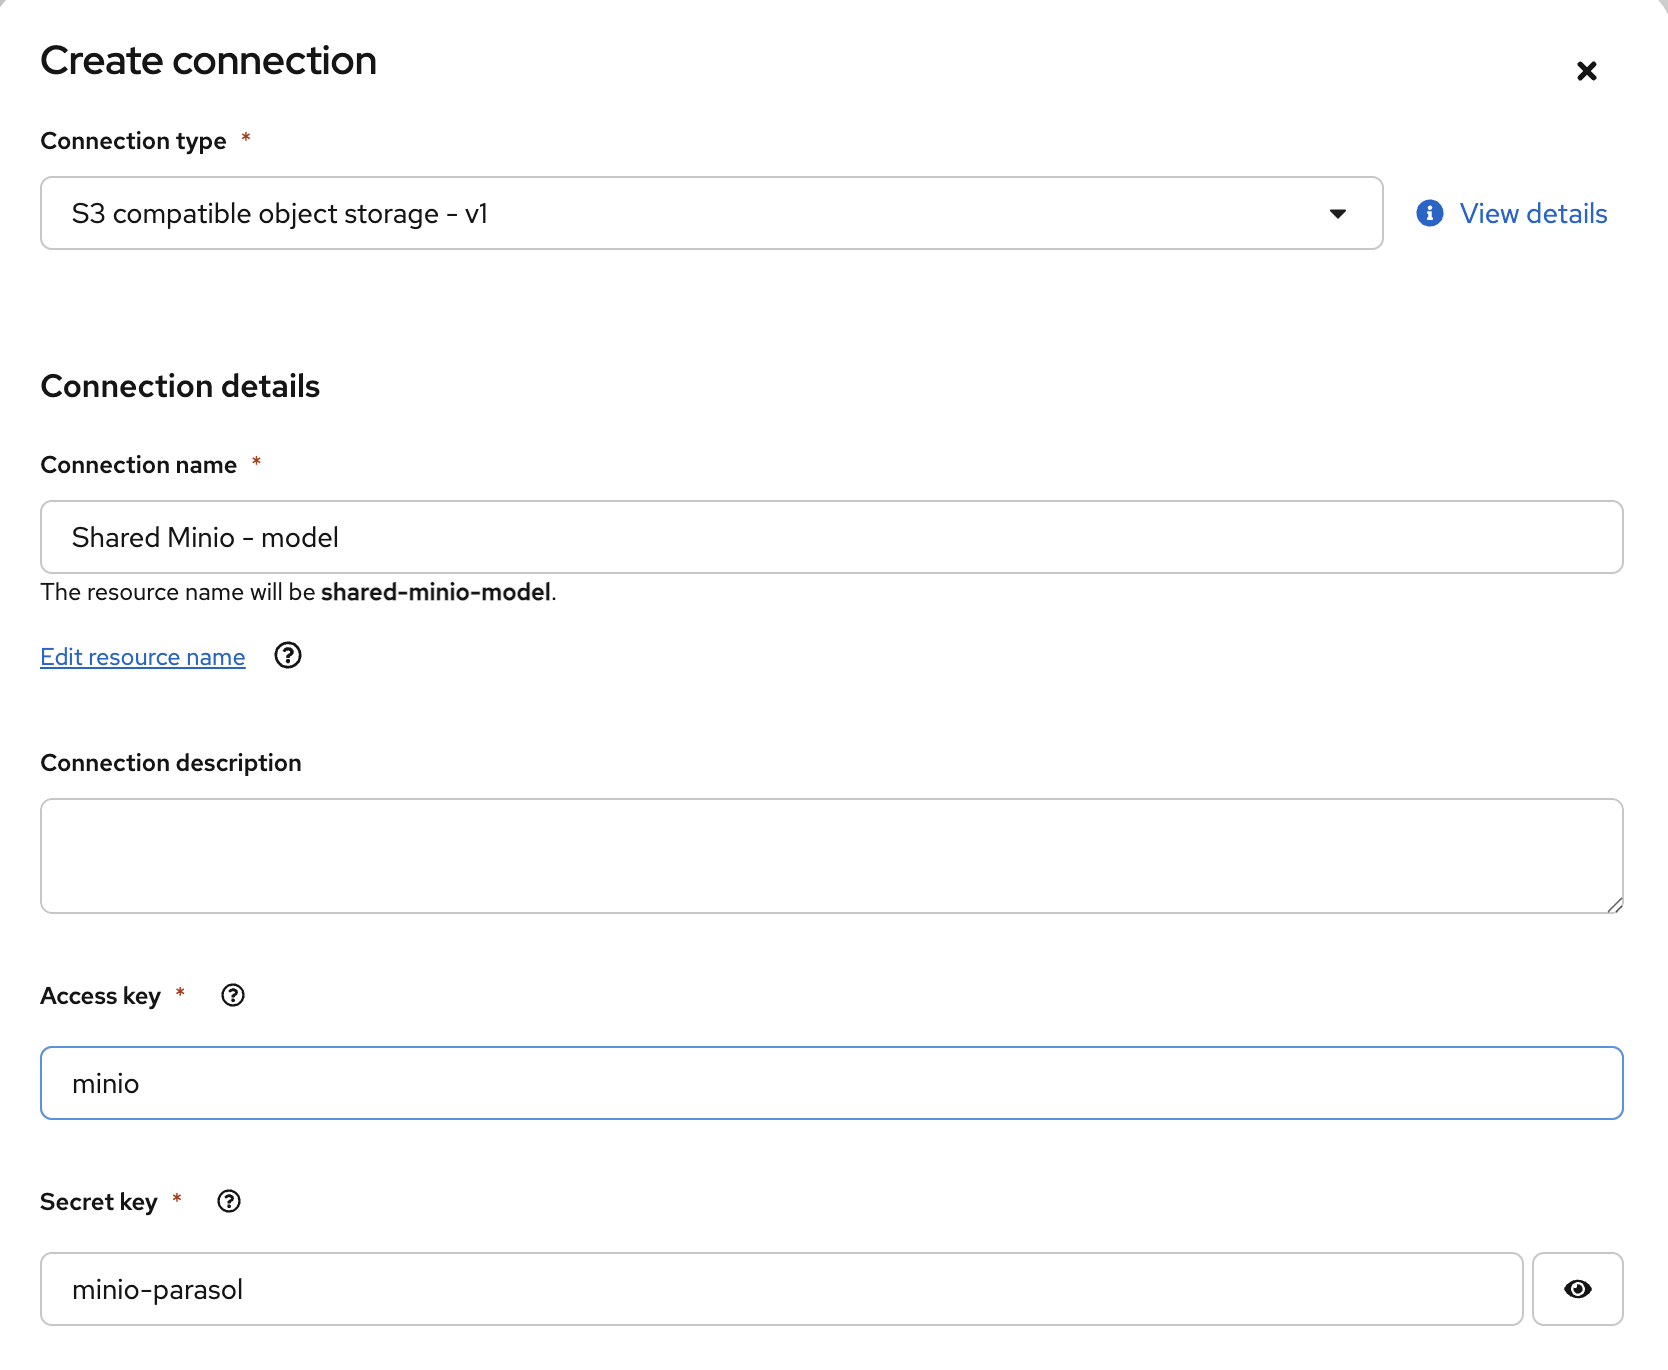 Create connection
Connection type *
S3 compatible object storage - v1
View details
Connection details
Connection name *
Shared Minio - model
The resource name will be shared-minio-model.
Edit resource name
Connection description
Access key *
minio
Secret key *
minio-parasol